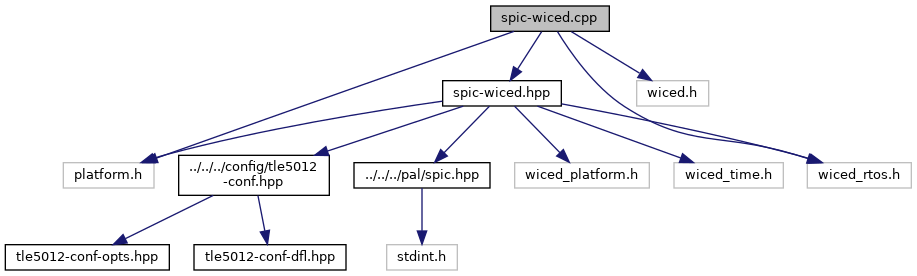 spic-wiced.cpp
spic-wiced.hpp
wiced.h
platform.h
../../../config/tle5012
-conf.hpp
../../../pal/spic.hpp
wiced_platform.h
wiced_time.h
wiced_rtos.h
tle5012-conf-opts.hpp
tle5012-conf-dfl.hpp
stdint.h